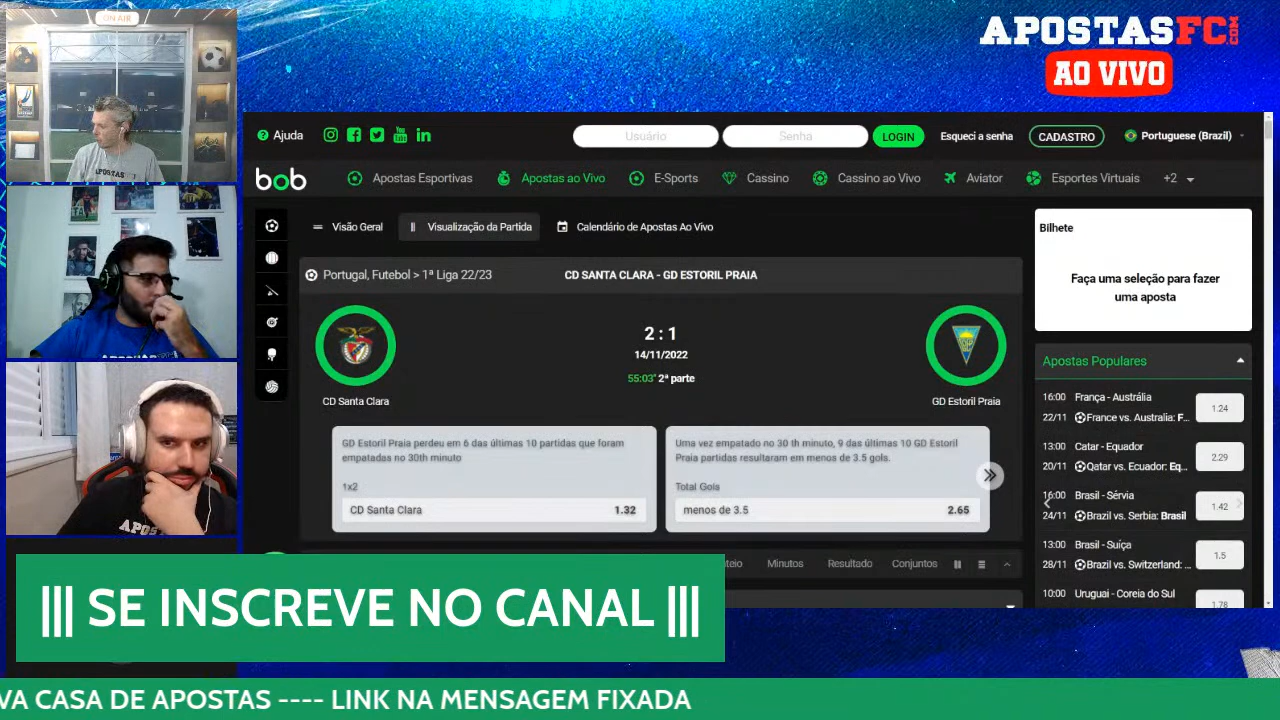 ON AIR
APOSTASFC.COM
AO VIVO
Ajuda
Usuário
Senha
LOGIN
Esqueci a senha
CADASTRO
Portuguese (Brazil)
bob
Apostas Esportivas
Apostas ao Vivo
E-Sports
Cassino
Cassino ao Vivo
Aviator
Esportes Virtuais
+2
Visão Geral
Visualização da Partida
Calendário de Apostas Ao Vivo
Portugal, Futebol > 1ª Liga 22/23
CD SANTA CLARA - GD ESTORIL PRAIA
2 : 1
14/11/2022
55:03" 2ª parte
CD Santa Clara
GD Estoril Praia
GD Estoril Praia perdeu em 6 das últimas 10 partidas que foram
empatadas no 30th minuto
1x2
CD Santa Clara 1.32
Uma vez empatado no 30 th minuto, 9 das últimas 10 GD Estoril
Praia partidas resultaram em menos de 3.5 gols.
Total Gols
menos de 3.5 2.65
Minutos
Resultado
Conjuntos
Bilhete
Faça uma seleção para fazer
uma aposta
Apostas Populares
16:00 França - Austrália
22/11 France vs. Australia: F...
1.24
13:00 Catar - Equador
20/11 Qatar vs. Ecuador: Eq...
2.29
16:00 Brasil - Sérvia
24/11 Brazil vs. Serbia: Brasil
1.42
13:00 Brasil - Suíça
28/11 Brazil vs. Switzerland: ...
1.5
10:00 Uruguai - Coreia do Sul
1.78
||| SE INSCREVE NO CANAL |||
VA CASA DE APOSTAS ---- LINK NA MENSAGEM FIXADA